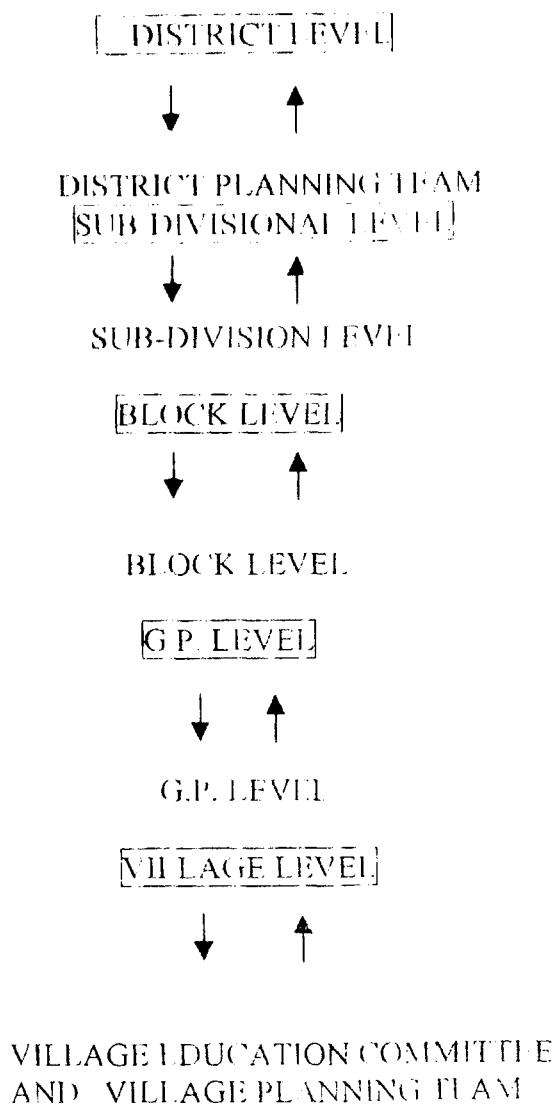 DISTRICT LEVEL
DISTRICT PLANNING TEAM
SUB DIVISIONAL LEVEL
SUB-DIVISION LEVEL
BLOCK LEVEL
BLOCK LEVEL
G.P. LEVEL
G.P. LEVEL
VILLAGE LEVEL
VILLAGE EDUCATION COMMITTEE
AND VILLAGE PLANNING TEAM